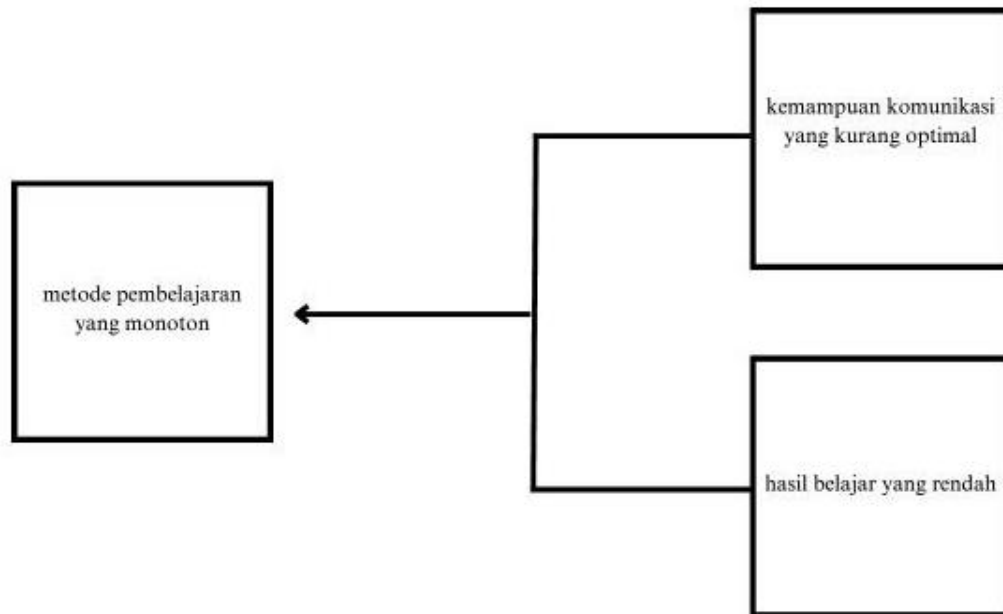 kemampuan komunikasi
yang kurang optimal
metode pembelajaran
yang monoton
hasil belajar yang rendah